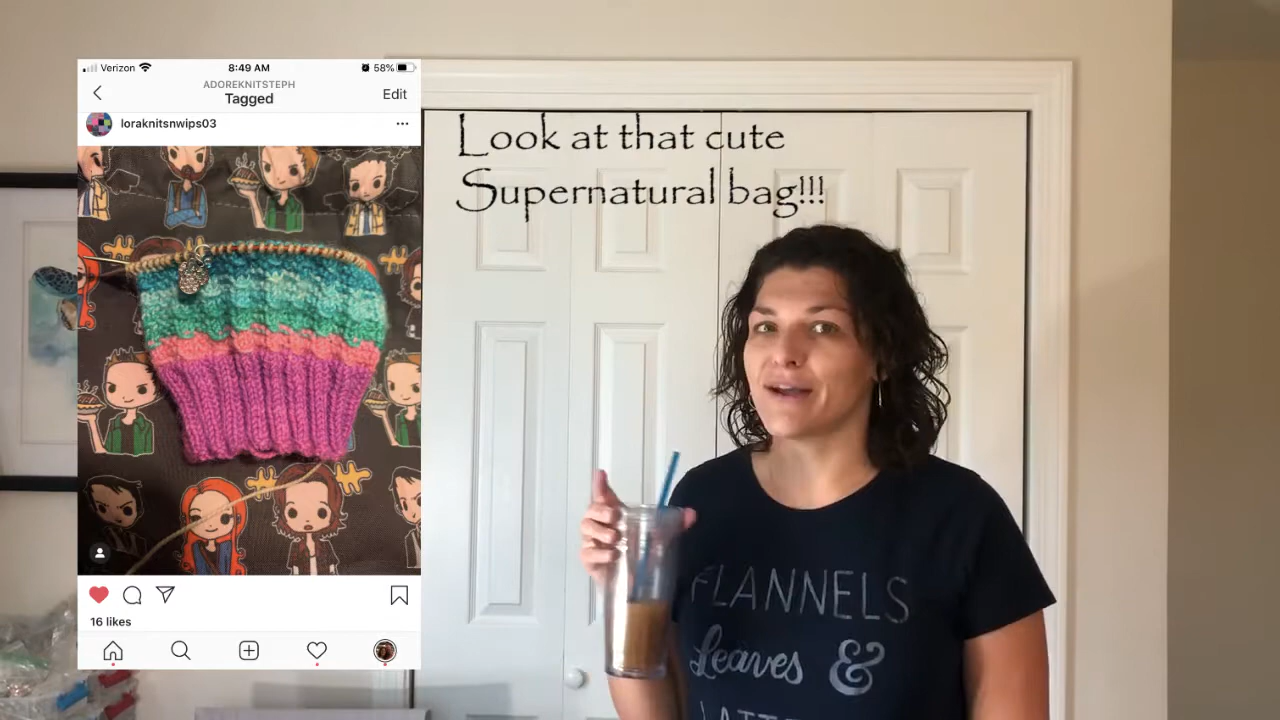 Verizon
8:49 AM
58%
ADOREKNITSTEPH
Tagged
Edit
loraknitsnwips03
16 likes
Look at that cute
Supernatural bag!!!
FLANNELS
Leaves &